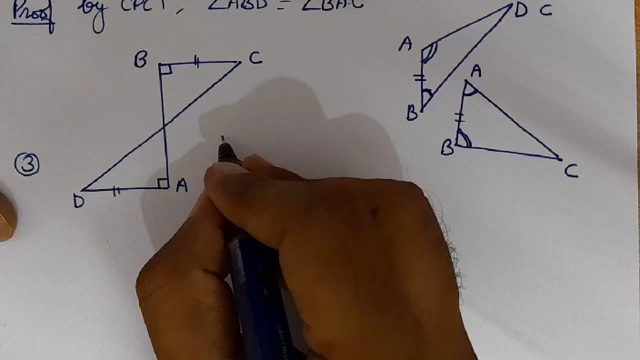 Proof by CPCT, ∠ABD = ∠BAC
D C
A
B C
A
B
B
C
③
D A